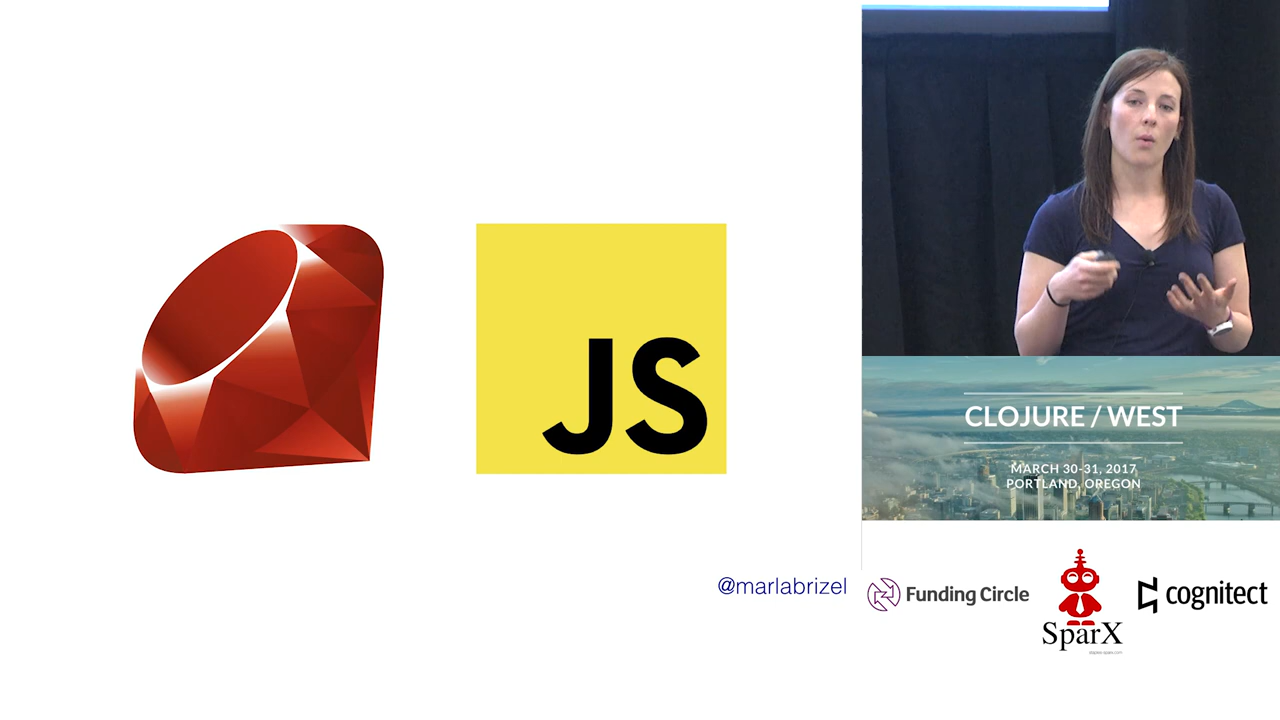 JS
@marlabrizel
CLOJURE / WEST
MARCH 30-31, 2017
PORTLAND, OREGON
Funding Circle
SparX
cognitect